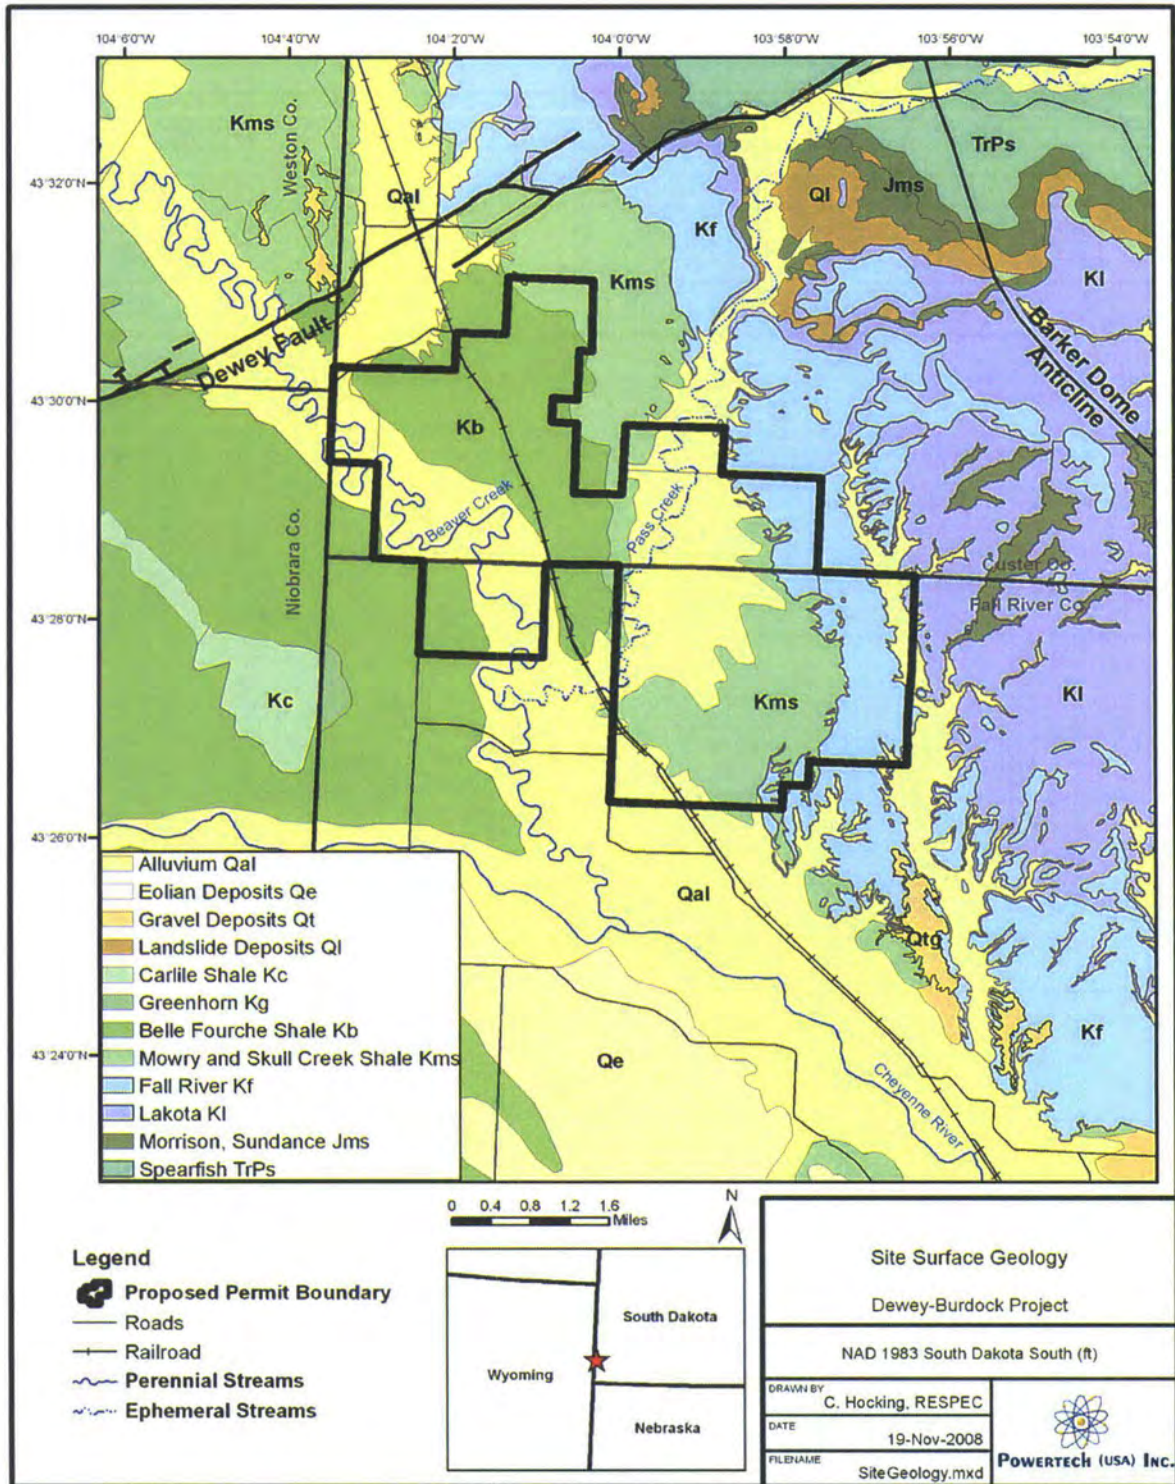 104°6'0"W 104°4'0"W 104°2'0"W 104°0'0"W 103°58'0"W 103°56'0"W 103°54'0"W
Kms
Weston Co.
TrPs
43°32'0"N
Qal
Ql
Jms
Kf
Kms
Kl
Dewey Fault
Barker Dome
Anticline
43°30'0"N
Kb
Beaver Creek
Pass Creek
Niobrara Co.
Custer Co.
Fall River Co.
43°28'0"N
Kc
Kms
Kl
43°26'0"N
Qal
Qtg
Kf
43°24'0"N
Qe
Cheyenne River
Alluvium Qal
Eolian Deposits Qe
Gravel Deposits Qt
Landslide Deposits Ql
Carlile Shale Kc
Greenhorn Kg
Belle Fourche Shale Kb
Mowry and Skull Creek Shale Kms
Fall River Kf
Lakota Kl
Morrison, Sundance Jms
Spearfish TrPs
0 0.4 0.8 1.2 1.6
Miles
N
Legend
Proposed Permit Boundary
Roads
Railroad
Perennial Streams
Ephemeral Streams
South Dakota
Wyoming
Nebraska
Site Surface Geology
Dewey-Burdock Project
NAD 1983 South Dakota South (ft)
DRAWN BY
C. Hocking, RESPEC
DATE
19-Nov-2008
FILENAME
SiteGeology.mxd
POWERTECH (USA) INC.